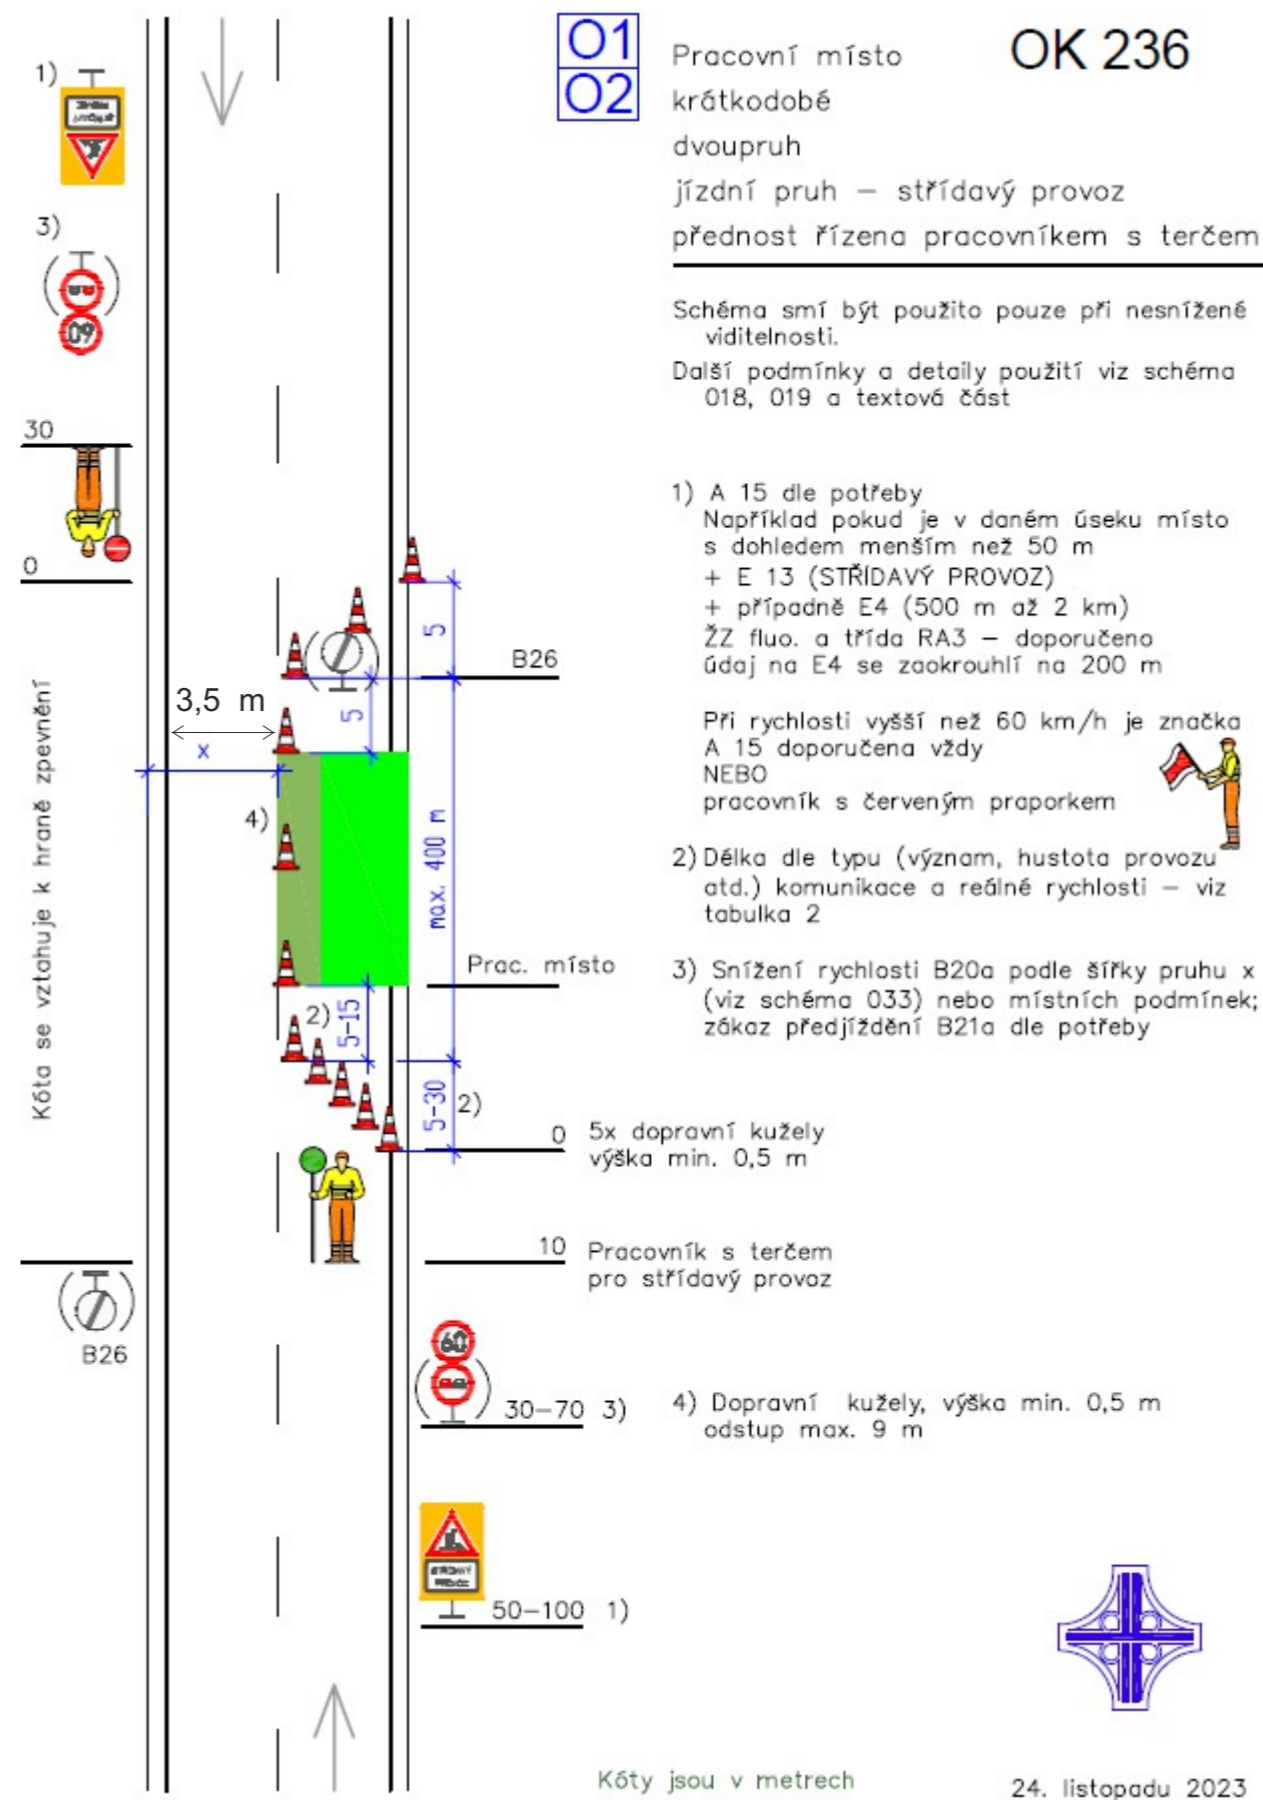 O1
O2
OK 236
Pracovní místo
krátkodobé
dvoupruh
jízdní pruh – střídavý provoz
přednost řízena pracovníkem s terčem
Schéma smí být použito pouze při nesnížené
viditelnosti.
Další podmínky a detaily použití viz schéma
018, 019 a textová část
1) A 15 dle potřeby
Například pokud je v daném úseku místo
s dohledem menším než 50 m
+ E 13 (STŘÍDAVÝ PROVOZ)
+ případně E4 (500 m až 2 km)
ŽZ fluo. a třída RA3 – doporučeno
údaj na E4 se zaokrouhlí na 200 m
Při rychlosti vyšší než 60 km/h je značka
A 15 doporučena vždy
NEBO
pracovník s červeným praporkem
2) Délka dle typu (význam, hustota provozu
atd.) komunikace a reálné rychlosti – viz
tabulka 2
3) Snížení rychlosti B20a podle šířky pruhu x
(viz schéma 033) nebo místních podmínek;
zákaz předjíždění B21a dle potřeby
4) Dopravní kužely, výška min. 0,5 m
odstup max. 9 m
1)
3)
60
30
0
5
B26
3,5 m
x
5
4)
max. 400 m
Kóta se vztahuje k hraně zpevnění
Prac. místo
2)
5-15
5-30
2)
0
5x dopravní kužely
výška min. 0,5 m
10
Pracovník s terčem
pro střídavý provoz
B26
60
30-70 3)
STŘÍDAVÝ
PROVOZ
50-100 1)
Kóty jsou v metrech
24. listopadu 2023